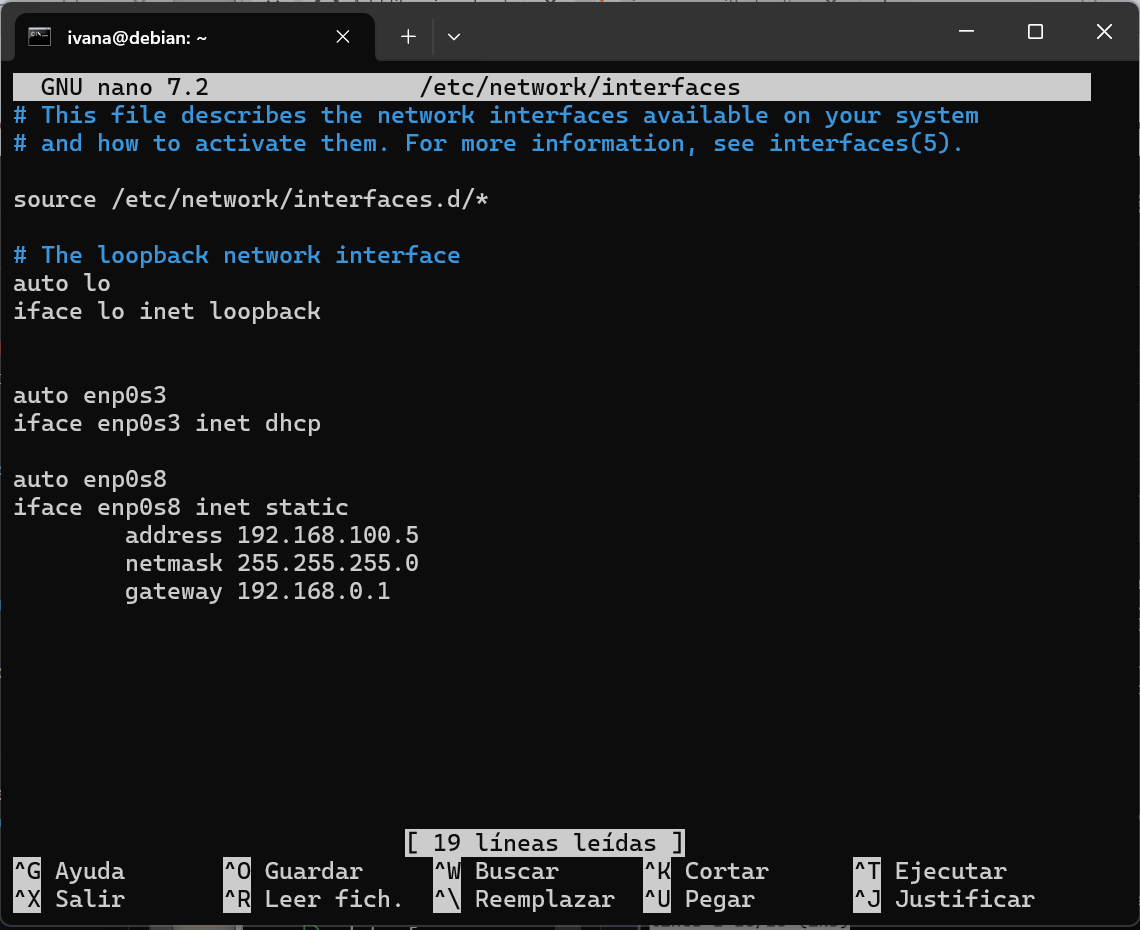 ivana@debian: ~
GNU nano 7.2 /etc/network/interfaces
# This file describes the network interfaces available on your system
# and how to activate them. For more information, see interfaces(5).
source /etc/network/interfaces.d/*
# The loopback network interface
auto lo
iface lo inet loopback
auto enp0s3
iface enp0s3 inet dhcp
auto enp0s8
iface enp0s8 inet static
address 192.168.100.5
netmask 255.255.255.0
gateway 192.168.0.1
[ 19 líneas leídas ]
^G Ayuda ^O Guardar ^W Buscar ^K Cortar ^T Ejecutar
^X Salir ^R Leer fich. ^\ Reemplazar ^U Pegar ^J Justificar